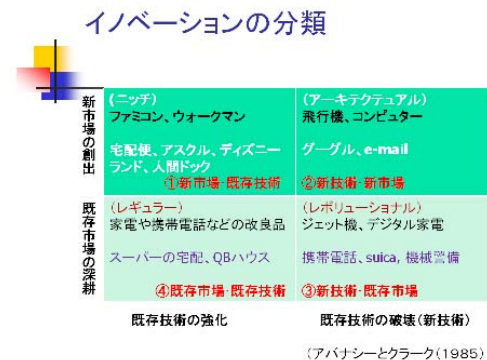 イノベーションの分類
新市場の創出
(ニッチ)
ファミコン、ウォークマン
宅配便、アスクル、ディズニー
ランド、人間ドック
①新市場・既存技術
(アーキテクチュアル)
飛行機、コンピュター
グーグル、e-mail
②新技術・新市場
既存市場の深耕
(レギュラー)
家電や携帯電話などの改良品
スーパーの宅配、QBハウス
④既存市場・既存技術
(レボリューショナル)
ジェット機、デジタル家電
携帯電話、suica, 機械警備
③新技術・既存市場
既存技術の強化
既存技術の破壊(新技術)
(アバナシーとクラーク(1985)